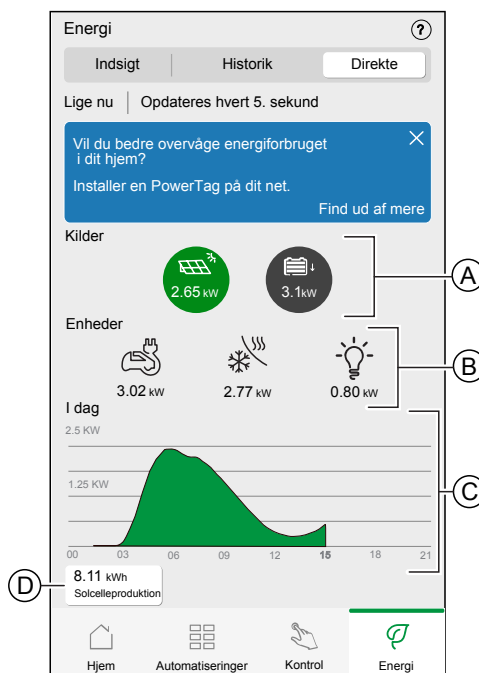 Energi ?
Indsigt Historik Direkte
Lige nu Opdateres hvert 5. sekund
Vil du bedre overvåge energiforbruget
i dit hjem?
Installer en PowerTag på dit net.
Find ud af mere
Kilder
2.65 kw 3.1kw
A
Enheder
3.02 kw 2.77 kw 0.80 kw
B
I dag
2.5 KW
1.25 KW
C
00 03 06 09 12 15 18 21
D
8.11 kWh
Solcelleproduktion
Hjem Automatiseringer Kontrol Energi